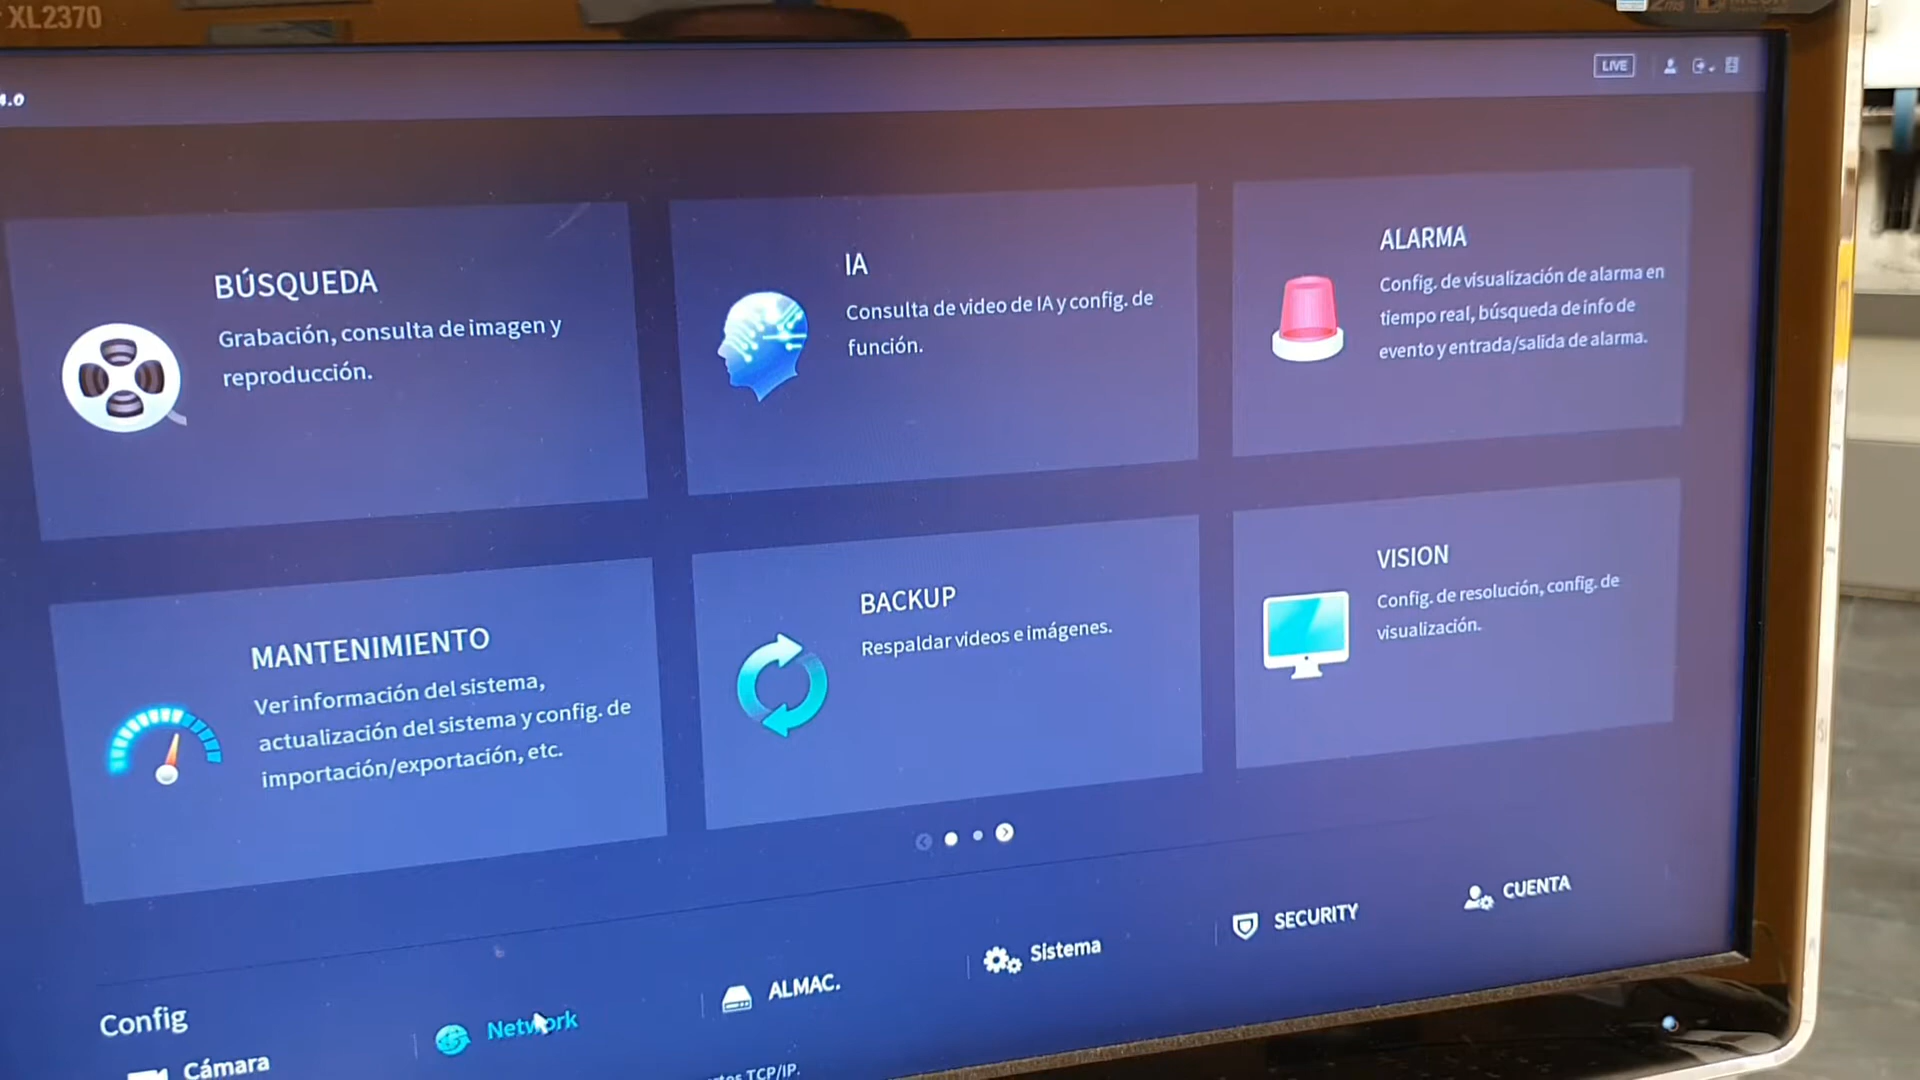 XL2370
2ms
LIVE
4.0
BÚSQUEDA
Grabación, consulta de imagen y
reproducción.
IA
Consulta de video de IA y config. de
función.
ALARMA
Config. de visualización de alarma en
tiempo real, búsqueda de info de
evento y entrada/salida de alarma.
MANTENIMIENTO
Ver información del sistema,
actualización del sistema y config. de
importación/exportación, etc.
BACKUP
Respaldar videos e imágenes.
VISION
Config. de resolución, config. de
visualización.
Config
Cámara
Network
ALMAC.
Sistema
SECURITY
CUENTA
TCP/IP.